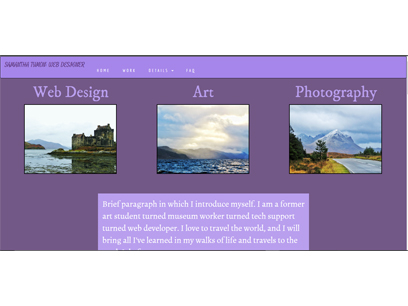 SAMANTHA TURNER: WEB DESIGNER
HOME WORK DETAILS FAQ
Web Design Art Photography
Brief paragraph in which I introduce myself. I am a former
art student turned museum worker turned tech support
turned web developer. I love to travel the world, and I will
bring all I've learned in my walks of life and travels to the